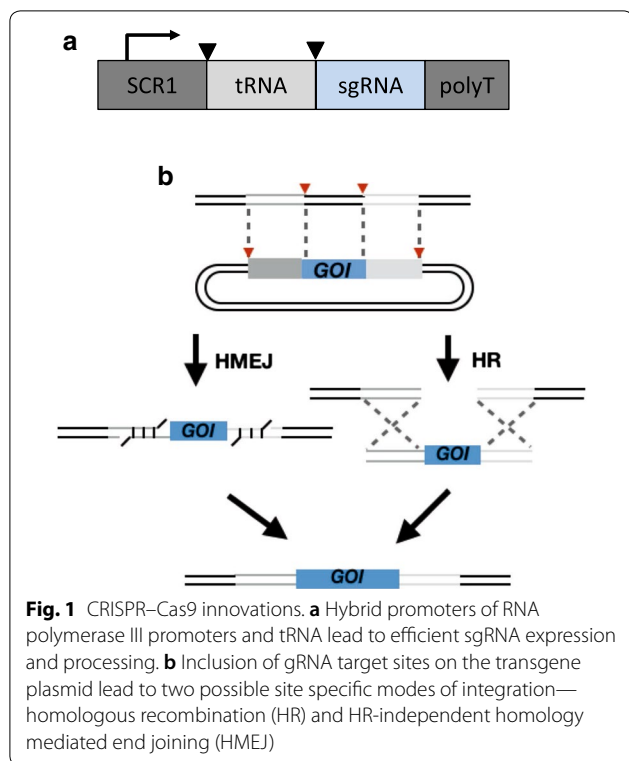 a
SCR1 tRNA sgRNA polyT
b
GOI
HMEJ HR
GOI
GOI
GOI
Fig. 1 CRISPR–Cas9 innovations. a Hybrid promoters of RNA
polymerase III promoters and tRNA lead to efficient sgRNA expression
and processing. b Inclusion of gRNA target sites on the transgene
plasmid lead to two possible site specific modes of integration—
homologous recombination (HR) and HR-independent homology
mediated end joining (HMEJ)